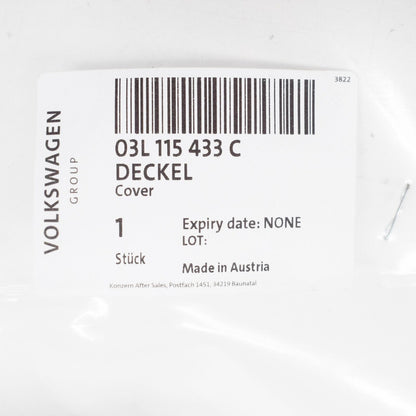 3822
VOLKSWAGEN
GROUP
03L 115 433 C
DECKEL
Cover
1
Stück
Expiry date: NONE
LOT:
Made in Austria
Konzern After Sales, Postfach 1451, 34219 Baunatal